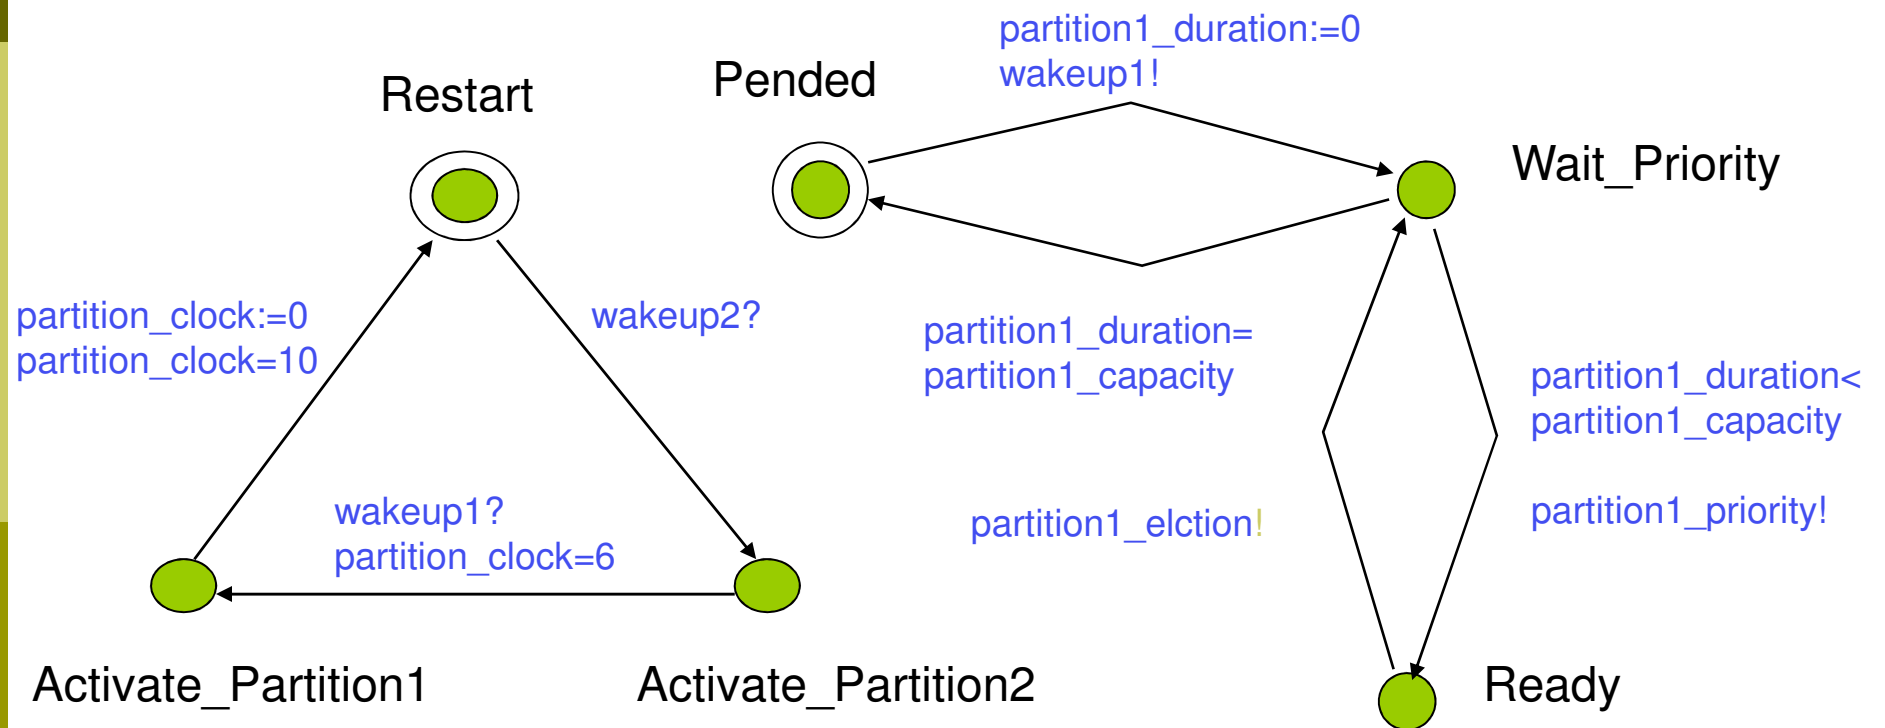 partition1_duration:=0
wakeup1!
Restart
Pended
Wait_Priority
partition_clock:=0
partition_clock=10
wakeup2?
partition1_duration=
partition1_capacity
partition1_duration<
partition1_capacity
wakeup1?
partition_clock=6
partition1_elction!
partition1_priority!
Activate_Partition1
Activate_Partition2
Ready